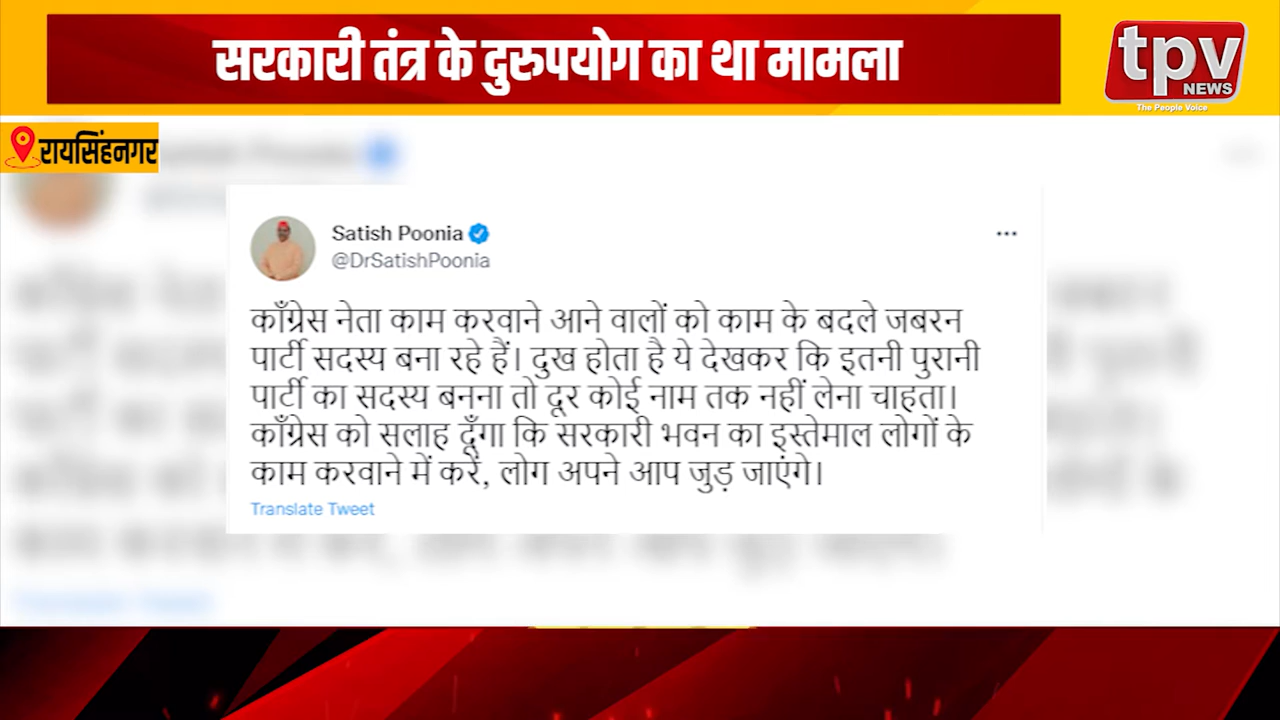 सरकारी तंत्र के दुरुपयोग का था मामला
tpv
NEWS
The People Voice
रायसिंहनगर
Satish Poonia
@DrSatishPoonia
काँग्रेस नेता काम करवाने आने वालों को काम के बदले जबरन
पार्टी सदस्य बना रहे हैं। दुख होता है ये देखकर कि इतनी पुरानी
पार्टी का सदस्य बनना तो दूर कोई नाम तक नहीं लेना चाहता।
काँग्रेस को सलाह दूँगा कि सरकारी भवन का इस्तेमाल लोगों के
काम करवाने में करें, लोग अपने आप जुड़ जाएंगे।
Translate Tweet